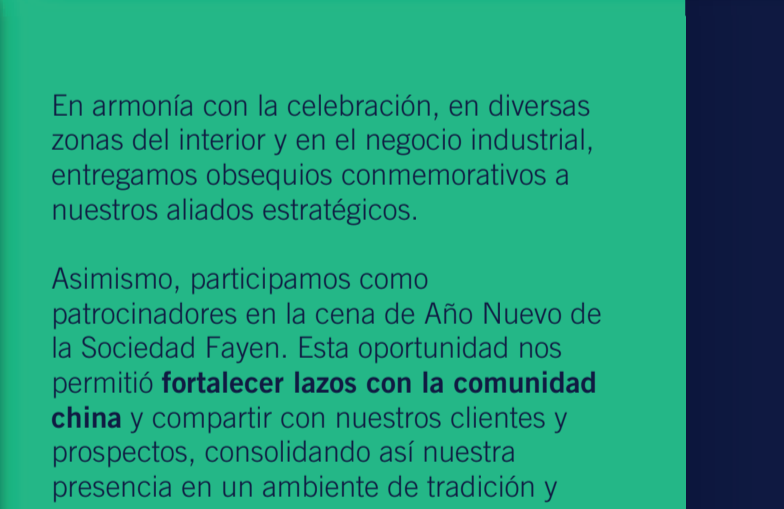 En armonía con la celebración, en diversas
zonas del interior y en el negocio industrial,
entregamos obsequios conmemorativos a
nuestros aliados estratégicos.
Asimismo, participamos como
patrocinadores en la cena de Año Nuevo de
la Sociedad Fayen. Esta oportunidad nos
permitió fortalecer lazos con la comunidad
china y compartir con nuestros clientes y
prospectos, consolidando así nuestra
presencia en un ambiente de tradición y